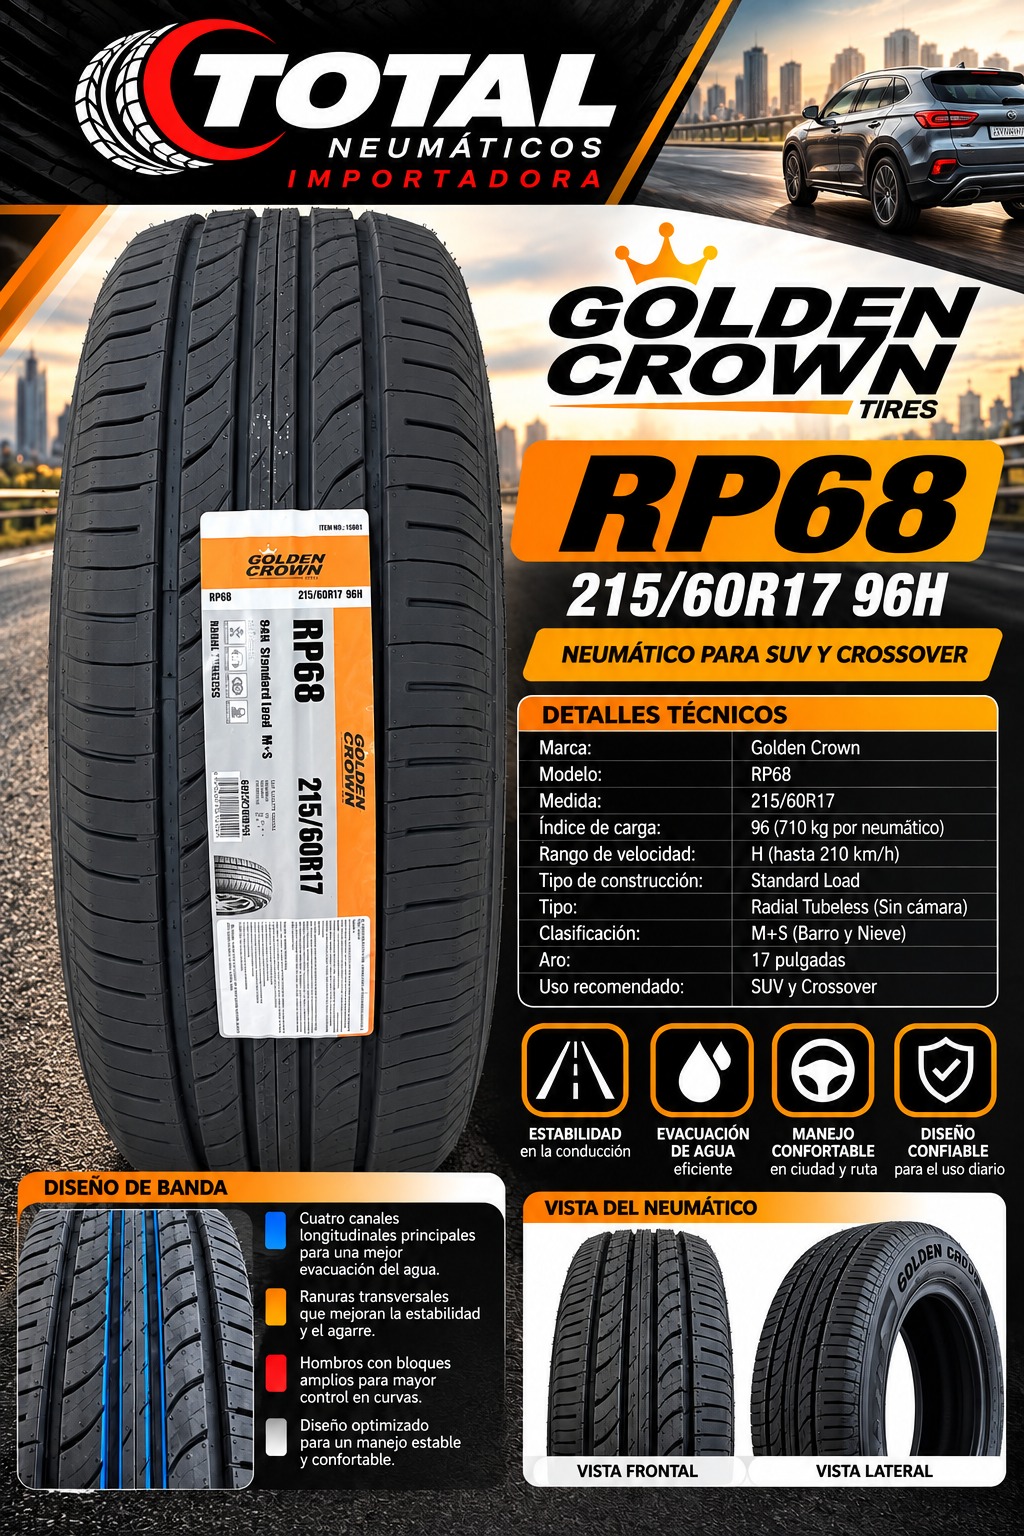 TOTAL
NEUMÁTICOS
IMPORTADORA
GOLDEN
CROWN
TIRES
RP68
215/60R17 96H
NEUMÁTICO PARA SUV Y CROSSOVER
ITEM NO.: 15601
GOLDEN
CROWN
RP68 215/60R17 96H
RP68 215/60R17
GOLDEN
CROWN
DETALLES TÉCNICOS
Marca: Golden Crown
Modelo: RP68
Medida: 215/60R17
Índice de carga: 96 (710 kg por neumático)
Rango de velocidad: H (hasta 210 km/h)
Tipo de construcción: Standard Load
Tipo: Radial Tubeless (Sin cámara)
Clasificación: M+S (Barro y Nieve)
Aro: 17 pulgadas
Uso recomendado: SUV y Crossover
ESTABILIDAD
en la conducción
EVACUACIÓN
DE AGUA
eficiente
MANEJO
CONFORTABLE
en ciudad y ruta
DISEÑO
CONFIABLE
para el uso diario
DISEÑO DE BANDA
Cuatro canales
longitudinales principales
para una mejor
evacuación del agua.
Ranuras transversales
que mejoran la estabilidad
y el agarre.
Hombros con bloques
amplios para mayor
control en curvas.
Diseño optimizado
para un manejo estable
y confortable.
VISTA DEL NEUMÁTICO
GOLDEN CROWN
VISTA FRONTAL
VISTA LATERAL